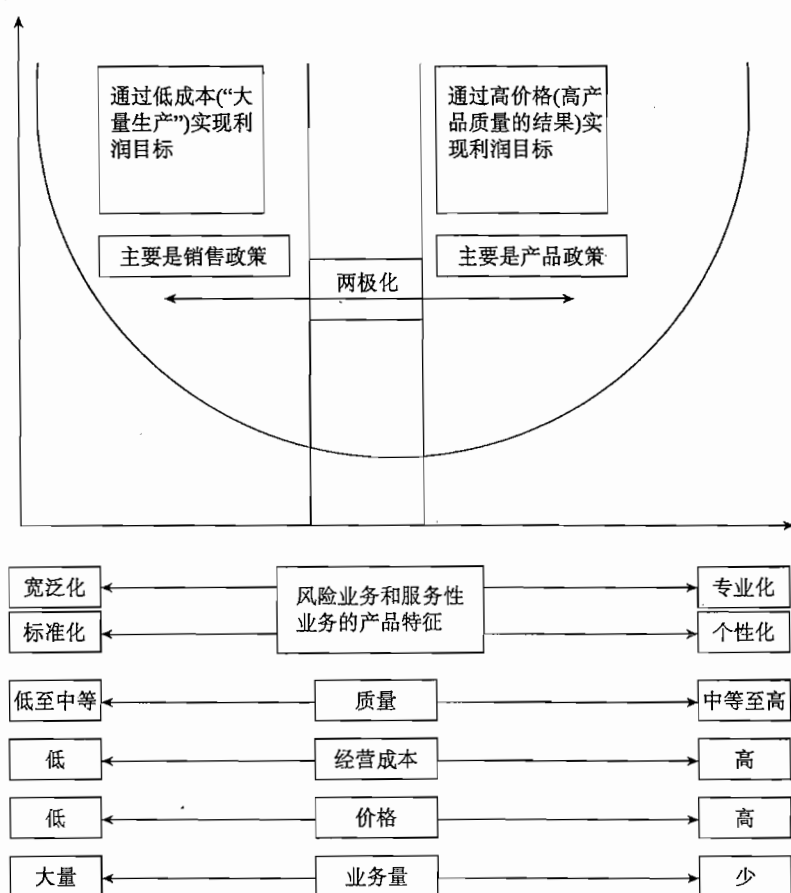 通过低成本(“大
量生产”)实现利
润目标
通过高价格(高产
品质量的结果)实
现利润目标
主要是销售政策
主要是产品政策
两极化
宽泛化
风险业务和服务性
业务的产品特征
专业化
标准化
个性化
低至中等
质量
中等至高
低
经营成本
高
低
价格
高
大量
业务量
少